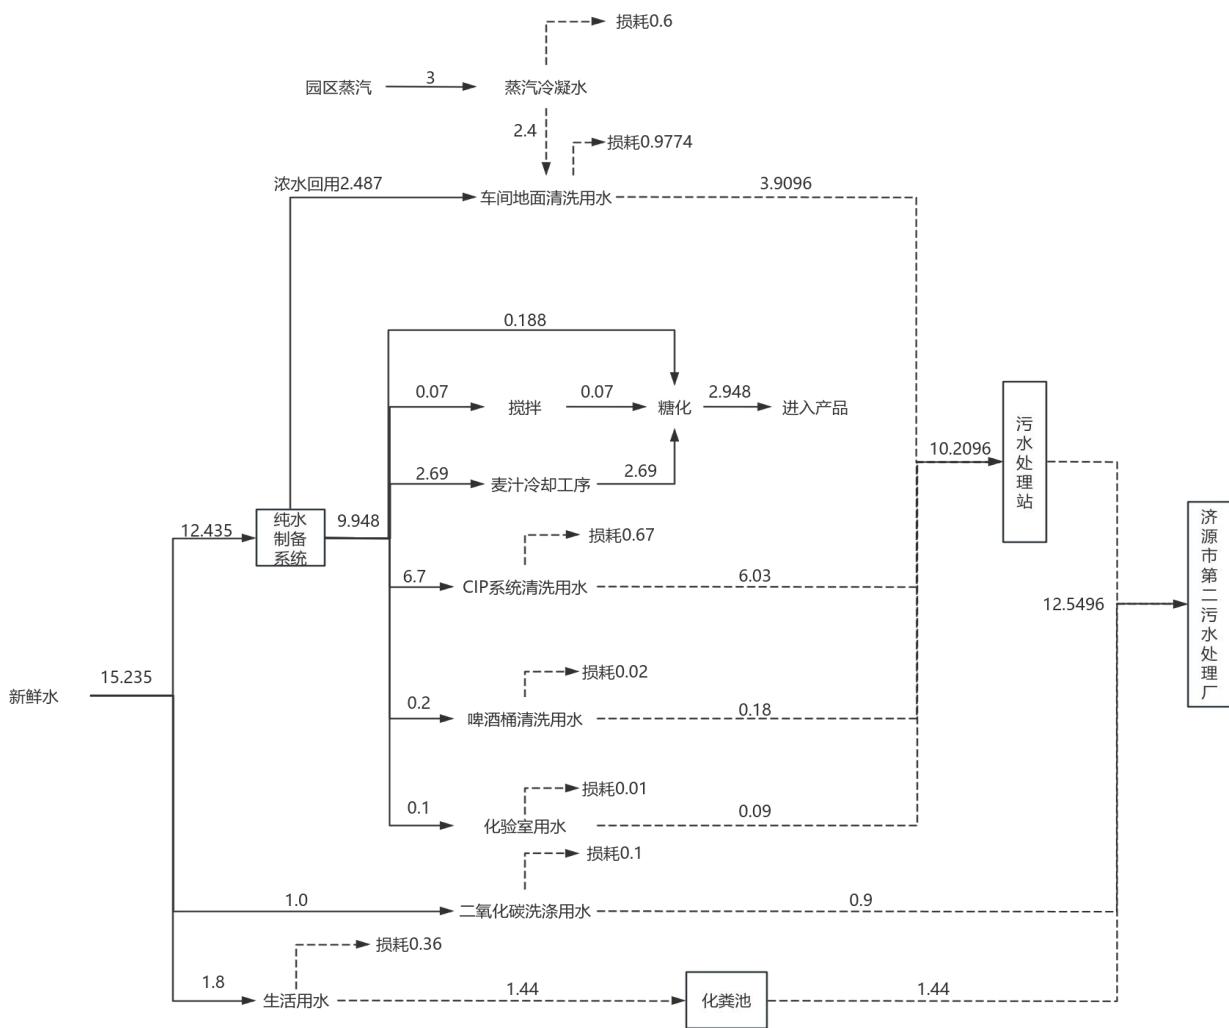 损耗0.6
园区蒸汽
3
蒸汽冷凝水
2.4
损耗0.9774
浓水回用2.487
车间地面清洗用水
3.9096
0.188
0.07
搅拌
0.07
糖化
2.948
进入产品
2.69
麦汁冷却工序
2.69
10.2096
污水处理站
12.435
纯水
制备
系统
9.948
损耗0.67
6.7
CIP系统清洗用水
6.03
12.5496
济源市第二污水处理厂
新鲜水
15.235
损耗0.02
0.2
啤酒桶清洗用水
0.18
损耗0.01
0.1
化验室用水
0.09
损耗0.1
1.0
二氧化碳洗涤用水
0.9
损耗0.36
1.8
生活用水
1.44
化粪池
1.44